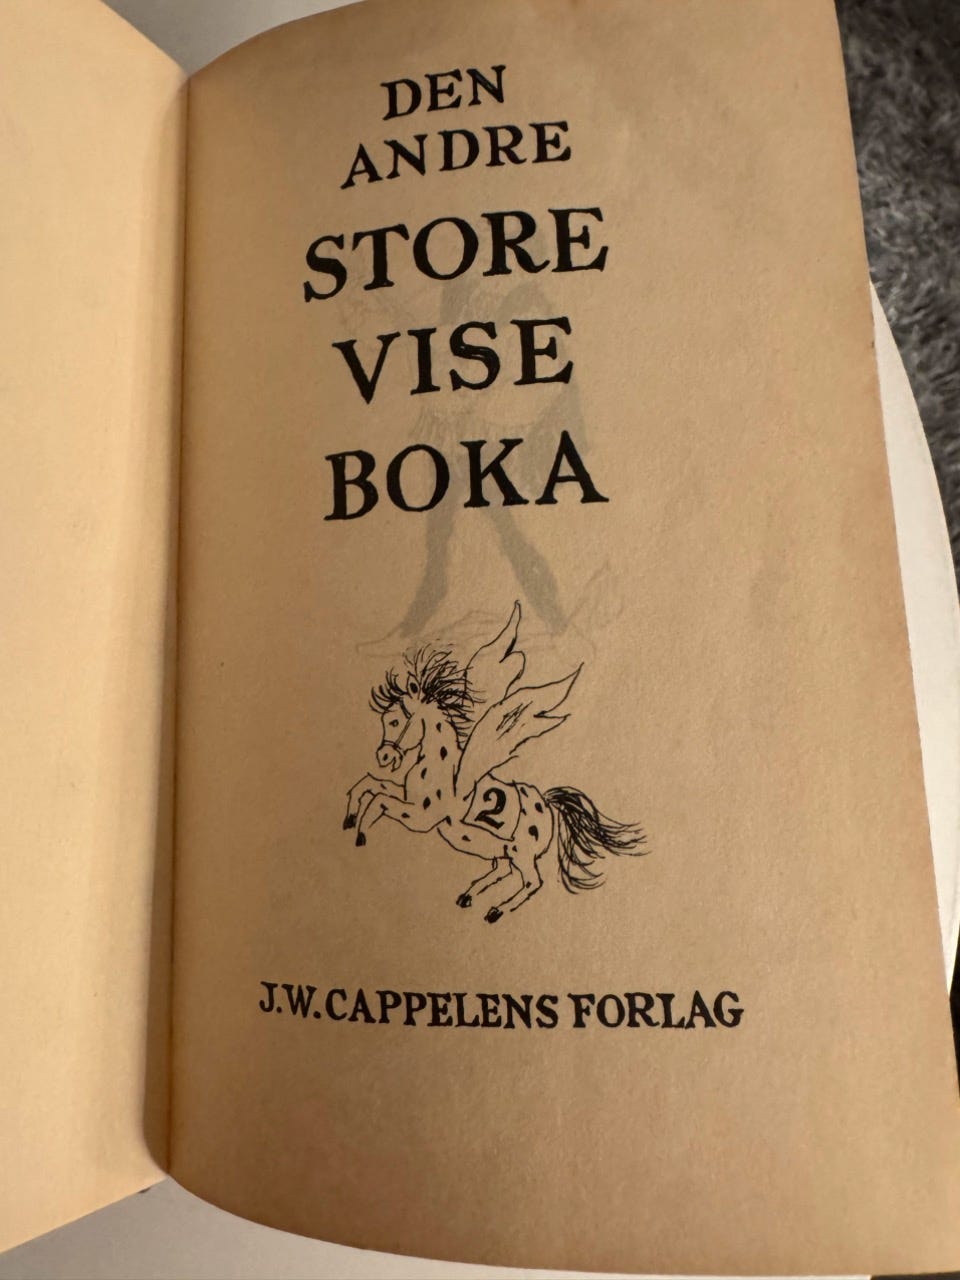 DEN
ANDRE
STORE
VISE
BOKA
2
J.W. CAPPELENS FORLAG